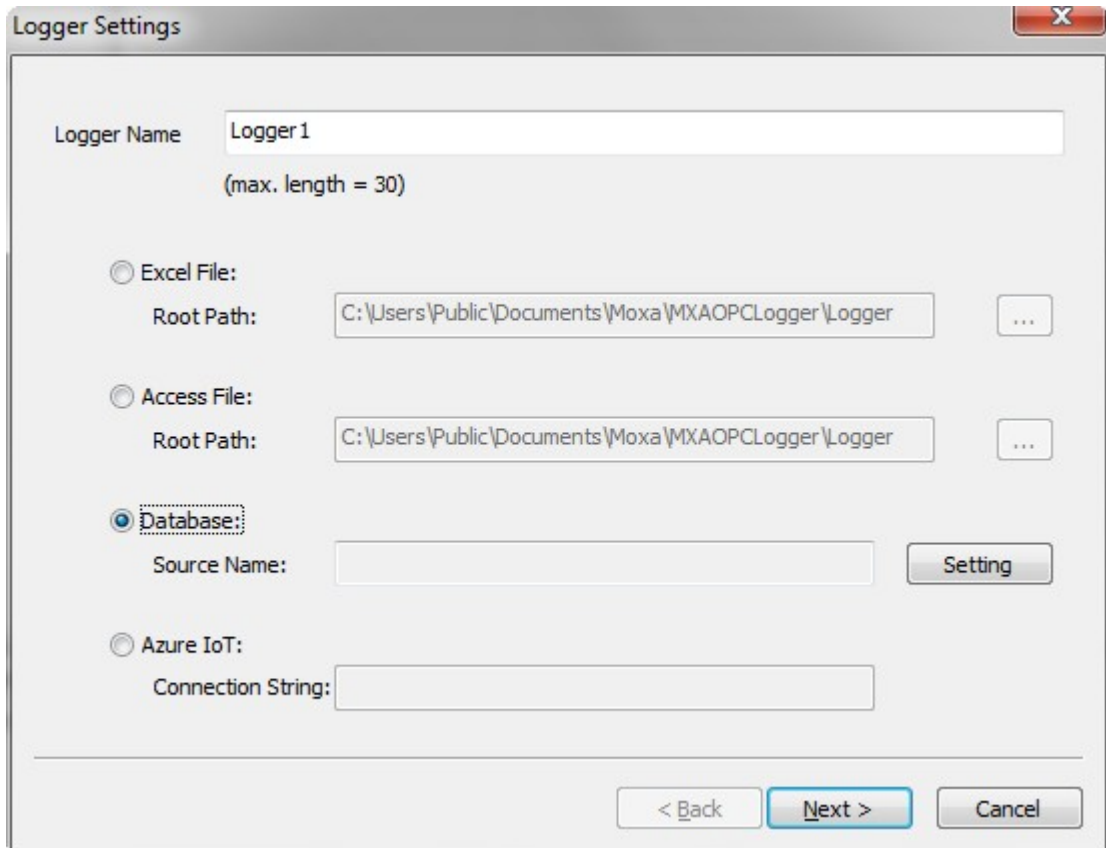 Logger Settings
X
Logger Name Logger1
(max. length = 30)
Excel File:
Root Path: C:\Users\Public\Documents\Moxa\MXAOPCLogger\Logger ...
Access File:
Root Path: C:\Users\Public\Documents\Moxa\MXAOPCLogger\Logger ...
Database:
Source Name: Setting
Azure IoT:
Connection String:
< Back Next > Cancel